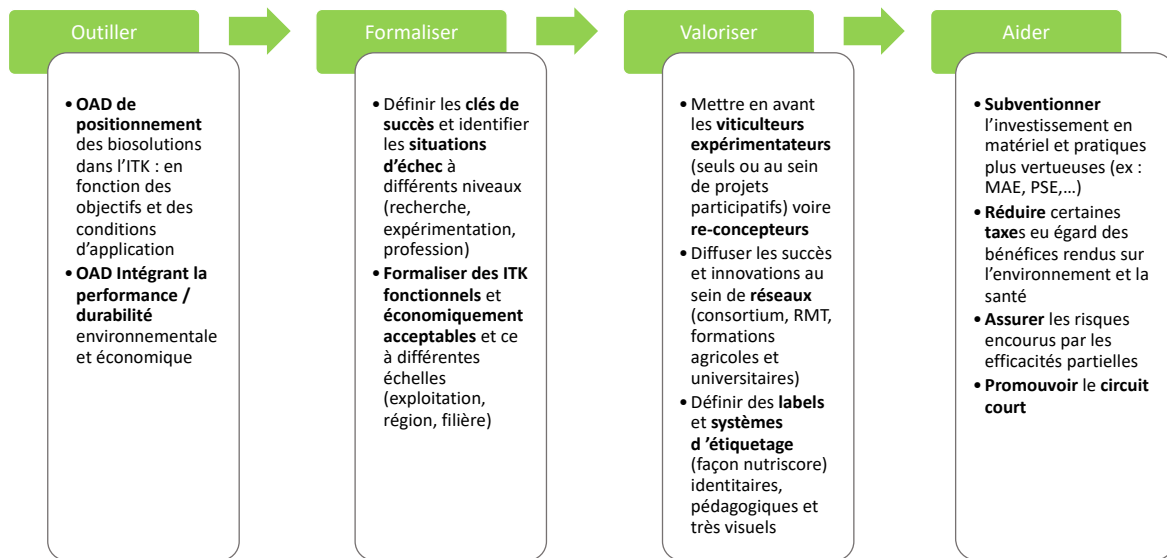 Outiller
• OAD de
positionnement
des biosolutions
dans l’ITK : en
fonction des
objectifs et des
conditions
d’application
• OAD Intégrant la
performance /
durabilité
environnementale
et économique
Formaliser
• Définir les clés de
succès et identifier
les situations
d’échec à
différents niveaux
(recherche,
expérimentation,
profession)
• Formaliser des ITK
fonctionnels et
économiquement
acceptables et ce
à différentes
échelles
(exploitation,
région, filière)
Valoriser
• Mettre en avant
les viticulteurs
expérimentateurs
(seuls ou au sein
de projets
participatifs) voire
re-concepteurs
• Diffuser les succès
et innovations au
sein de réseaux
(consortium, RMT,
formations
agricoles et
universitaires)
• Définir des labels
et systèmes
d ’étiquetage
(façon nutriscore)
identitaires,
pédagogiques et
très visuels
Aider
• Subventionner
l’investissement en
matériel et pratiques
plus vertueuses (ex :
MAE, PSE,…)
• Réduire certaines
taxes eu égard des
bénéfices rendus sur
l’environnement et la
santé
• Assurer les risques
encourus par les
efficacités partielles
• Promouvoir le circuit
court